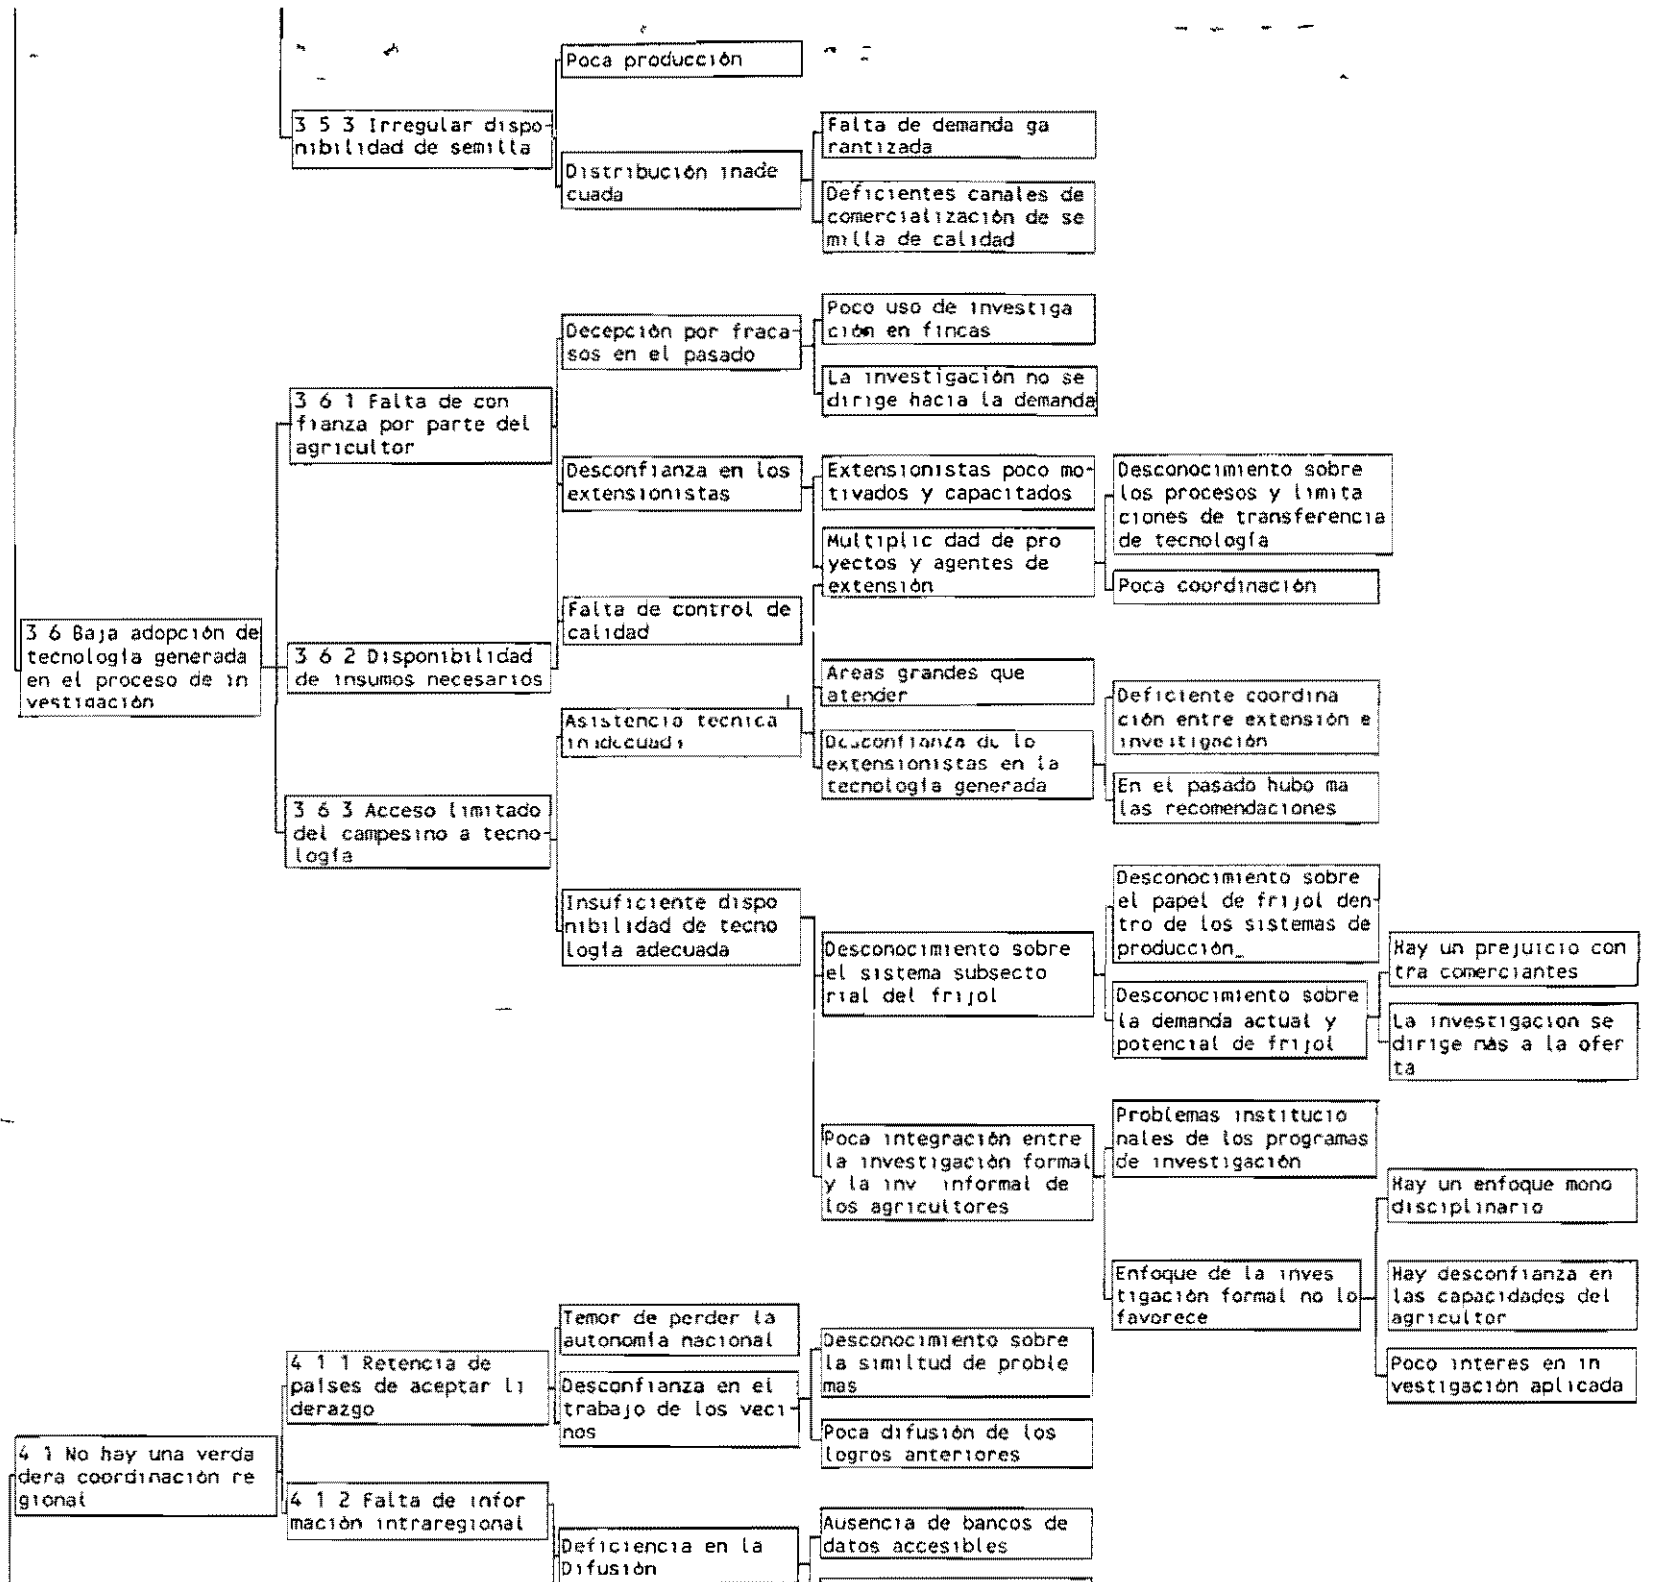 Poca producción
3 5 3 Irregular dispo-
nibilidad de semilla
Distribución inade
cuada
Falta de demanda ga
rantizada
Deficientes canales de
comercialización de se
milla de calidad
3 6 Baja adopción de
tecnología generada
en el proceso de in
vestigación
3 6 1 Falta de con
fianza por parte del
agricultor
Decepción por fraca-
sos en el pasado
Poco uso de investiga
ción en fincas
La investigación no se
dirige hacia la demanda
Desconfianza en los
extensionistas
Extensionistas poco mo-
tivados y capacitados
Multiplic dad de pro
yectos y agentes de
extensión
Desconocimiento sobre
los procesos y limita
ciones de transferencia
de tecnología
Poca coordinación
3 6 2 Disponibilidad
de insumos necesarios
Falta de control de
calidad
3 6 3 Acceso limitado
del campesino a tecno-
logía
Asistencia tecnica
inadecuada
Areas grandes que
atender
Desconfianza de lo
extensionistas en la
tecnología generada
Deficiente coordina
ción entre extensión e
investigación
En el pasado hubo ma
las recomendaciones
Insuficiente dispo
nibilidad de tecno
logía adecuada
Desconocimiento sobre
el sistema subsecto
rial del frijol
Desconocimiento sobre
el papel de frijol den-
tro de los sistemas de
producción
Desconocimiento sobre
la demanda actual y
potencial de frijol
Hay un prejuicio con
tra comerciantes
La investigacion se
dirige más a la ofer
ta
Poca integración entre
la investigación formal
y la inv informal de
los agricultores
Problemas institucio
nales de los programas
de investigación
Enfoque de la inves
tigación formal no lo
favorece
Hay un enfoque mono
disciplinario
Hay desconfianza en
las capacidades del
agricultor
Poco interes en in
vestigación aplicada
4 1 No hay una verda
dera coordinación re
gional
4 1 1 Retencia de
países de aceptar li
derazgo
Temor de perder la
autonomía nacional
Desconfianza en el
trabajo de los veci-
nos
Desconocimiento sobre
la similtud de proble
mas
Poca difusión de los
logros anteriores
4 1 2 Falta de infor
mación intraregional
Deficiencia en la
Difusión
Ausencia de bancos de
datos accesibles